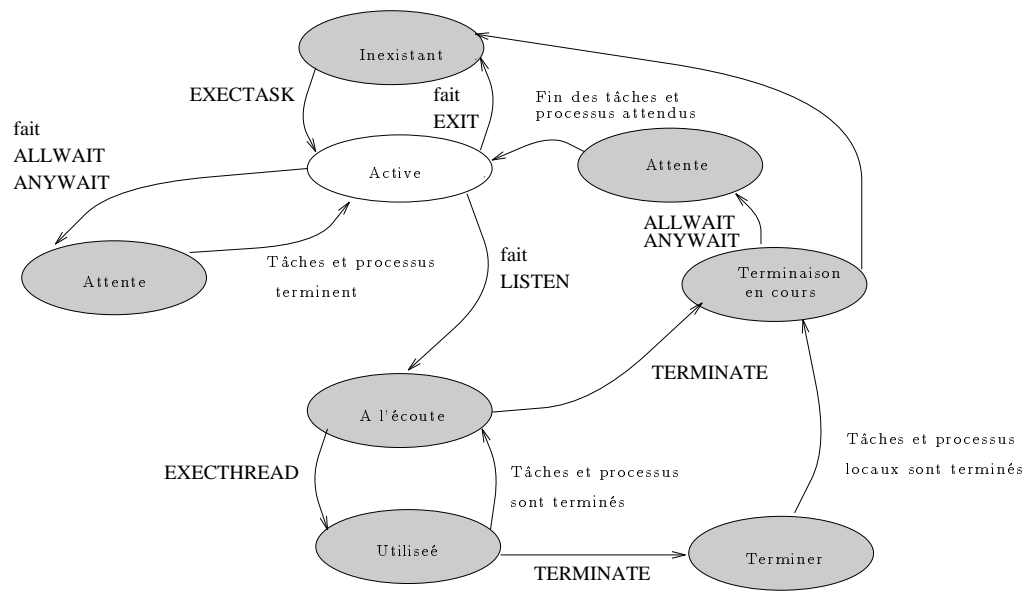 Inexistant
EXECTASK
fait
EXIT
Fin des tâches et
processus attendus
fait
ALLWAIT
ANYWAIT
Active
Attente
ALLWAIT
ANYWAIT
Attente
Tâches et processus
terminent
fait
LISTEN
Terminaison
en cours
TERMINATE
A l'écoute
EXECTHREAD
Tâches et processus
sont terminés
Tâches et processus
locaux sont terminés
Utiliseé
TERMINATE
Terminer